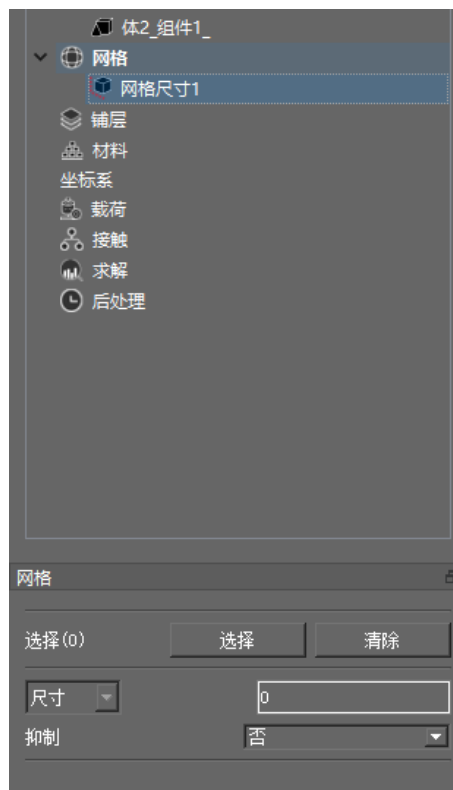 体2_组件1_
网格
网格尺寸1
铺层
材料
坐标系
载荷
接触
求解
后处理
网格
选择(0) 选择 清除
尺寸 0
抑制 否